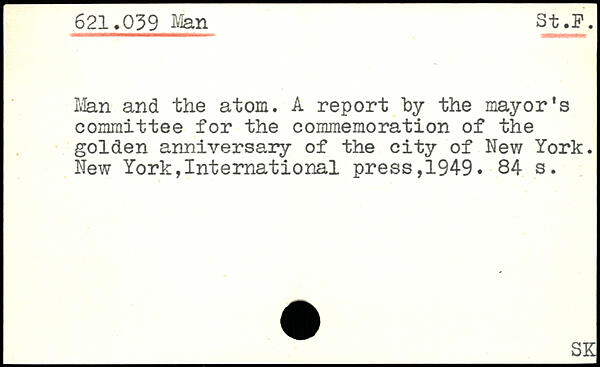 621.039 Man St.F.
Man and the atom. A report by the mayor's
committee for the commemoration of the
golden anniversary of the city of New York.
New York,International press,1949. 84 s.
SK